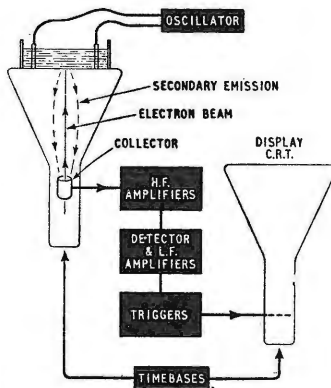 OSCILLATOR
SECONDARY EMISSION
ELECTRON BEAM
COLLECTOR
DISPLAY
C.R.T.
H.F.
AMPLIFIERS
DETECTOR
& L.F.
AMPLIFIERS
TRIGGERS
TIMEBASES